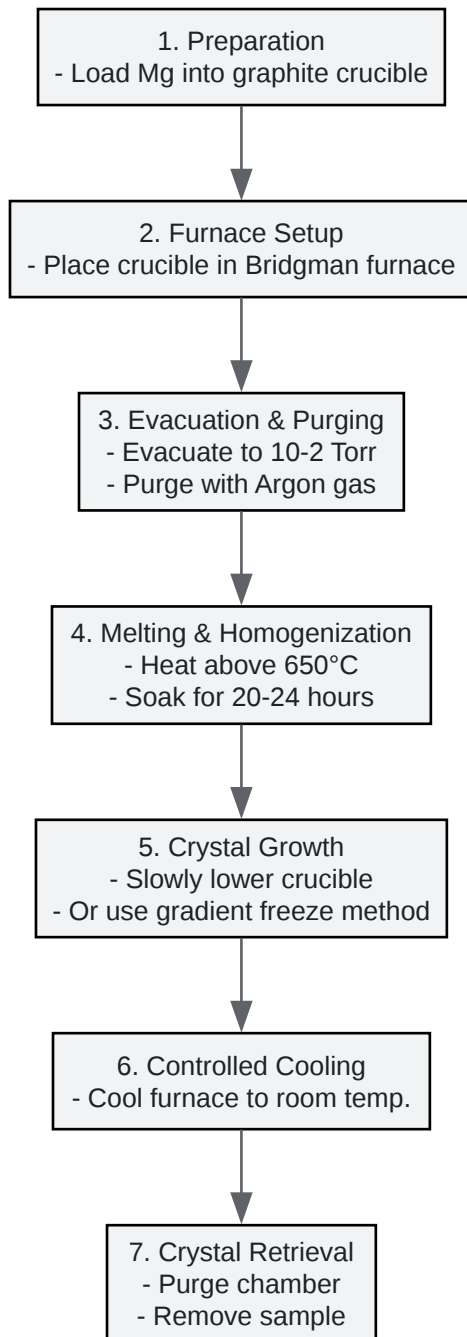 1. Preparation
- Load Mg into graphite crucible
2. Furnace Setup
- Place crucible in Bridgman furnace
3. Evacuation & Purging
- Evacuate to 10-2 Torr
- Purge with Argon gas
4. Melting & Homogenization
- Heat above 650°C
- Soak for 20-24 hours
5. Crystal Growth
- Slowly lower crucible
- Or use gradient freeze method
6. Controlled Cooling
- Cool furnace to room temp.
7. Crystal Retrieval
- Purge chamber
- Remove sample